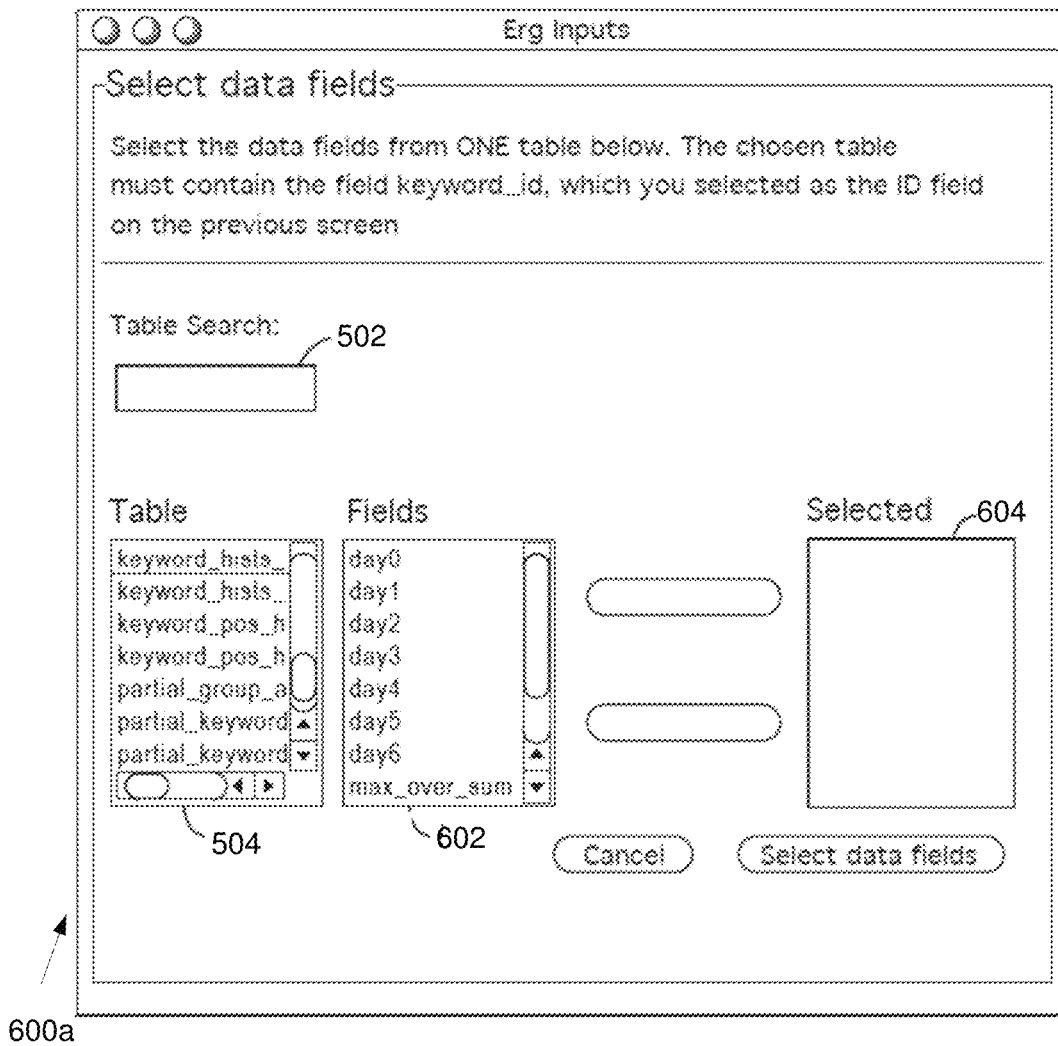 Erg Inputs
Select data fields
Select the data fields from ONE table below. The chosen table
must contain the field keyword_id, which you selected as the ID field
on the previous screen
Table Search:
502
Table
Fields
Selected
604
keyword_hists_
keyword_hists_
keyword_pos_h
keyword_pos_h
partial_group_a
partial_keyword
partial_keyword
day0
day1
day2
day3
day4
day5
day6
max_over_sum
504
602
Cancel
Select data fields
600a